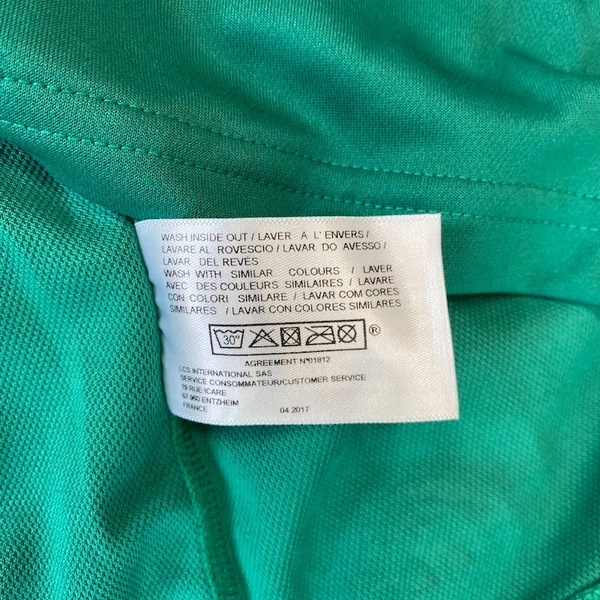 WASH INSIDE OUT / LAVER A L' ENVERS /
LAVARE AL ROVESCIO / LAVAR DO AVESSO /
LAVAR DEL REVÉS
WASH WITH SIMILAR COLOURS / LAVER
AVEC DES COULEURS SIMILAIRES / LAVARE
CON COLORI SIMILARE / LAVAR COM CORES
SIMILARES / LAVAR CON COLORES SIMILARES
30° ®
AGREEMENT N°01812
LCS INTERNATIONAL SAS
SERVICE CONSOMMATEUR/CUSTOMER SERVICE
19 RUE ICARE
67 960 ENTZHEIM
FRANCE 04.2017